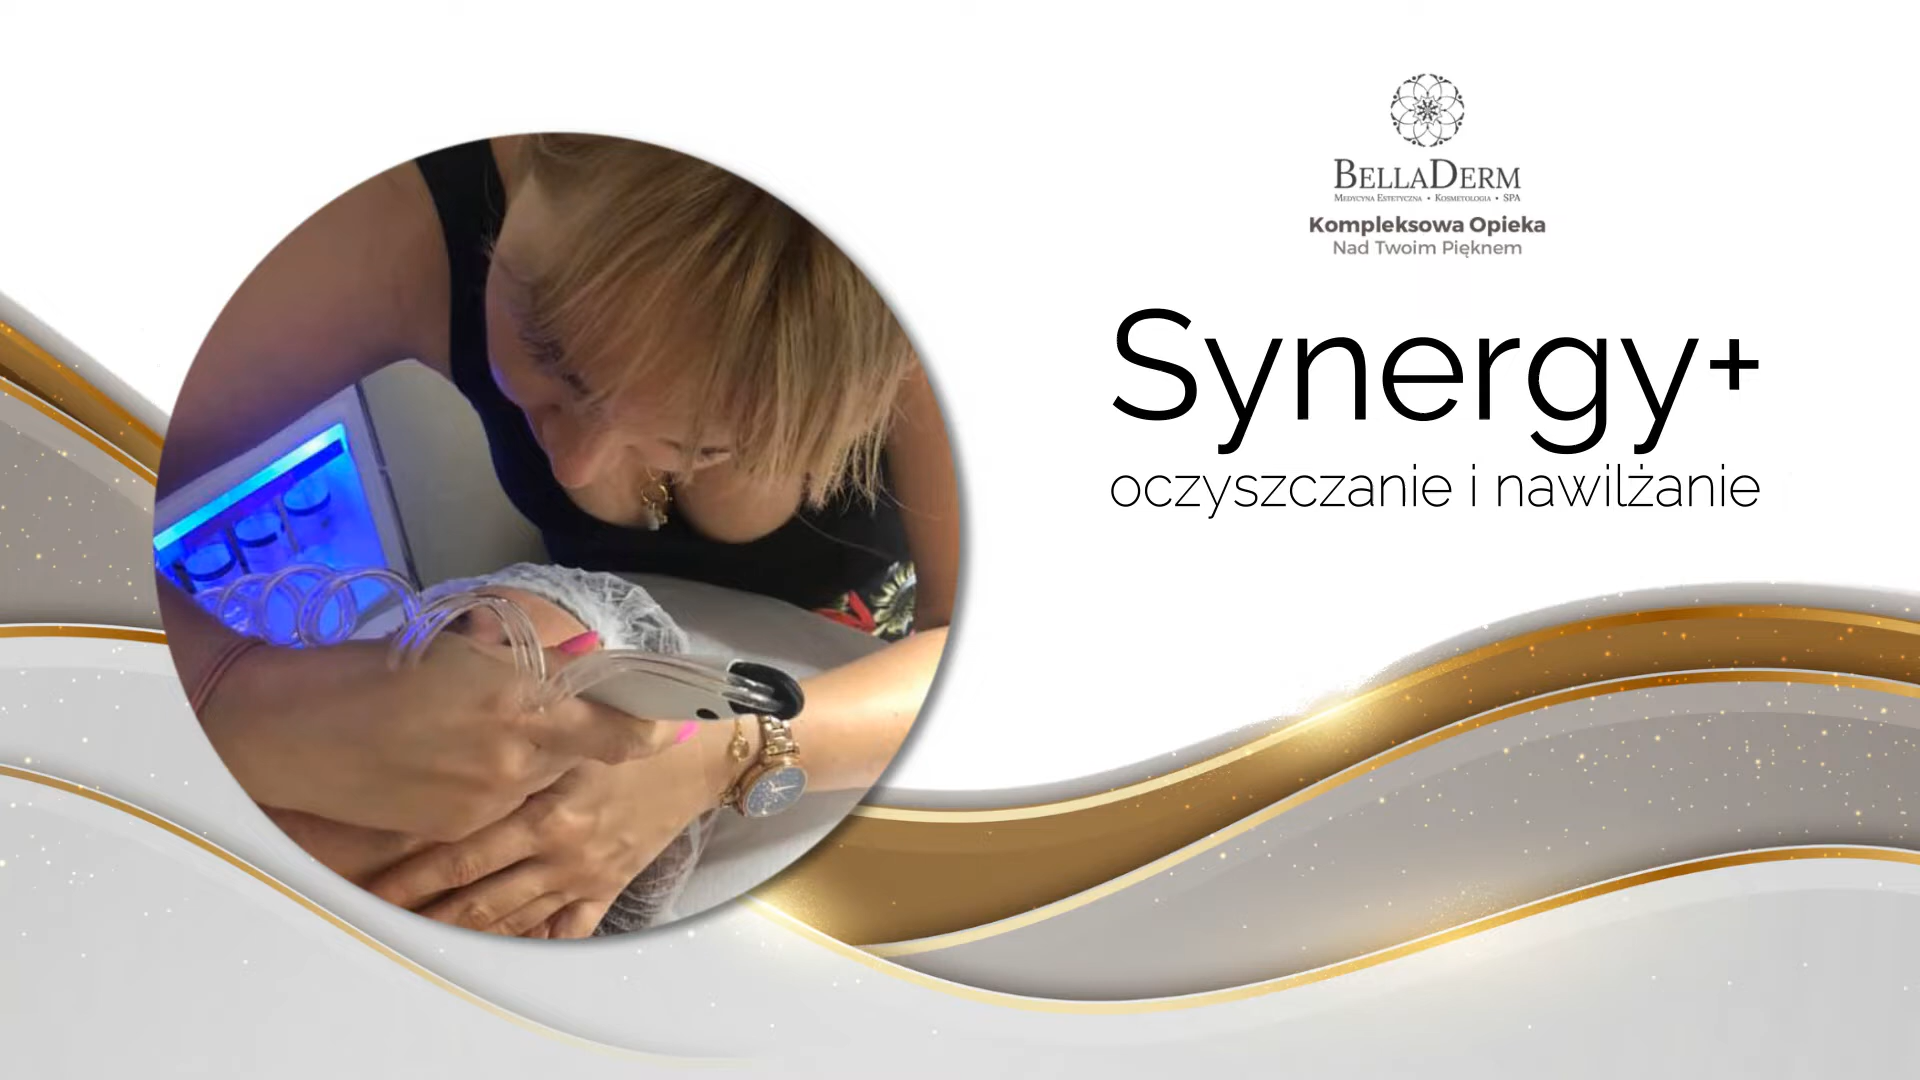 BELLADERM
MEDYCYNA ESTETYCZNA • KOSMETOLOGIA • SPA
Kompleksowa Opieka
Nad Twoim Pięknem
Synergy+
oczyszczanie i nawilżanie